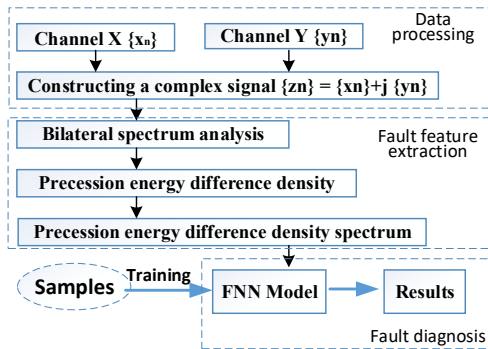 Channel X {xn}
Channel Y {yn}
Data
processing
Constructing a complex signal {zn} = {xn}+j {yn}
Bilateral spectrum analysis
Fault feature
extraction
Precession energy difference density
Precession energy difference density spectrum
Samples
Training
FNN Model
Results
Fault diagnosis